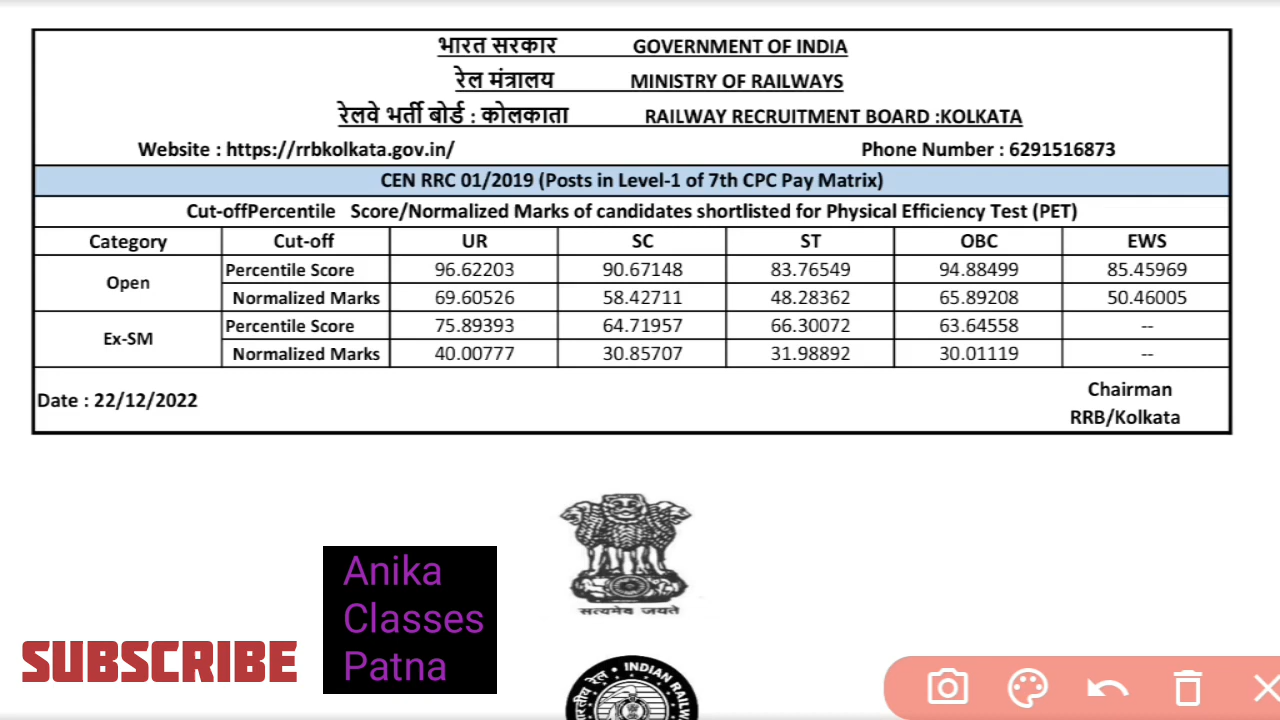 भारत सरकार GOVERNMENT OF INDIA
रेल मंत्रालय MINISTRY OF RAILWAYS
रेलवे भर्ती बोर्ड : कोलकाता RAILWAY RECRUITMENT BOARD :KOLKATA
Website : https://rrbkolkata.gov.in/ Phone Number : 6291516873
CEN RRC 01/2019 (Posts in Level-1 of 7th CPC Pay Matrix)
Cut-offPercentile Score/Normalized Marks of candidates shortlisted for Physical Efficiency Test (PET)
Category Cut-off UR SC ST OBC EWS
Open Percentile Score 96.62203 90.67148 83.76549 94.88499 85.45969
Normalized Marks 69.60526 58.42711 48.28362 65.89208 50.46005
Ex-SM Percentile Score 75.89393 64.71957 66.30072 63.64558 --
Normalized Marks 40.00777 30.85707 31.98892 30.01119 --
Date : 22/12/2022
Chairman
RRB/Kolkata
सत्यमेव जयते
Anika
Classes
Patna
SUBSCRIBE
भारतीय रेल • INDIAN RAILW